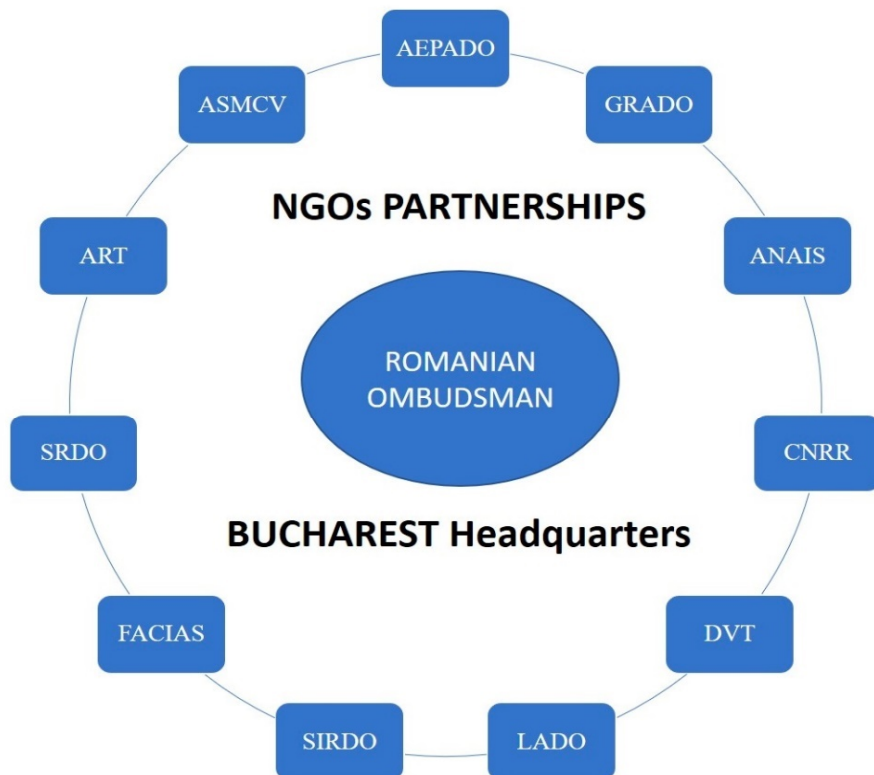 AEPADO
ASMCV
GRADO
NGOs PARTNERSHIPS
ART
ANAIS
ROMANIAN
OMBUDSMAN
SRDO
CNRR
BUCHAREST Headquarters
FACIAS
DVT
SIRDO
LADO